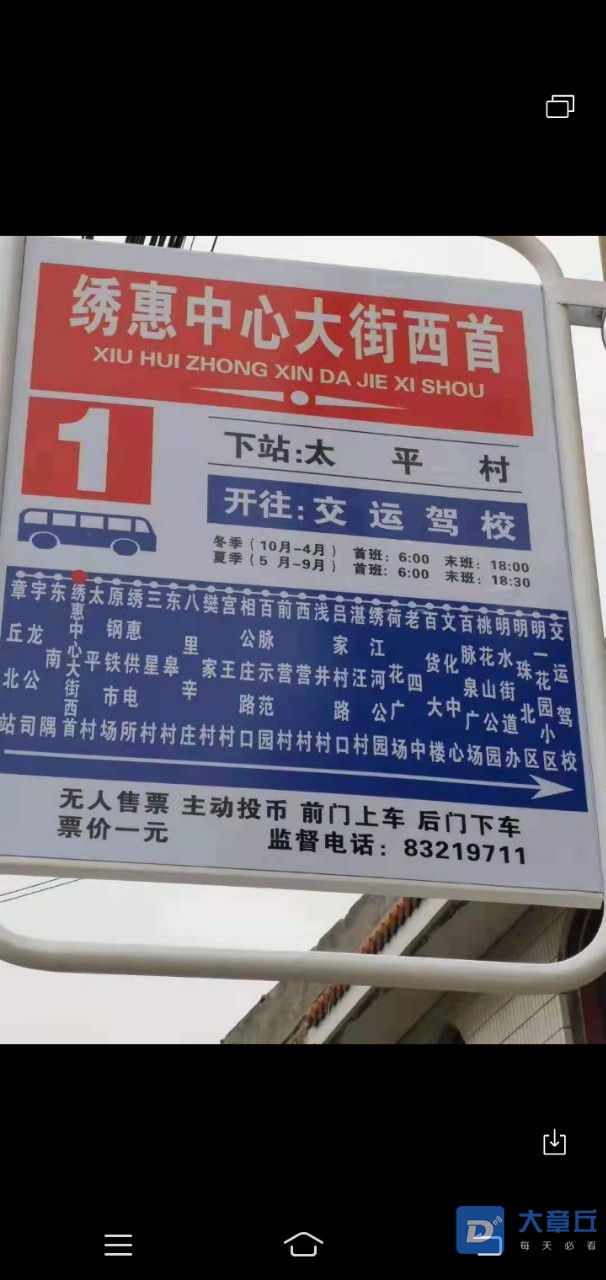 绣惠中心大街西首
XIU HUI ZHONG XIN DA JIE XI SHOU
1
下站:太平村
开往:交运驾校
冬季(10月-4月) 首班:6:00 末班:18:00
夏季(5月-9月) 首班:6:00 末班:18:30
章丘北站
宇龙公司
东南隅
绣惠中心大街西首
太平村
原钢铁市场
绣惠供电所
三星村
东皋村
八里辛庄
樊家村
宫王村
相公庄路口
百脉示范园
前营村
西营村
浅井村
吕家村路口
湛汪村
绣江河公园
荷花广场
老四中
百货大楼
文化中心
百脉泉广场
桃花山公园
明水街道办
明珠北区
明一花园小区
交运驾校
无人售票 主动投币 前门上车 后门下车
票价一元 监督电话:83219711
大章丘
每天必看